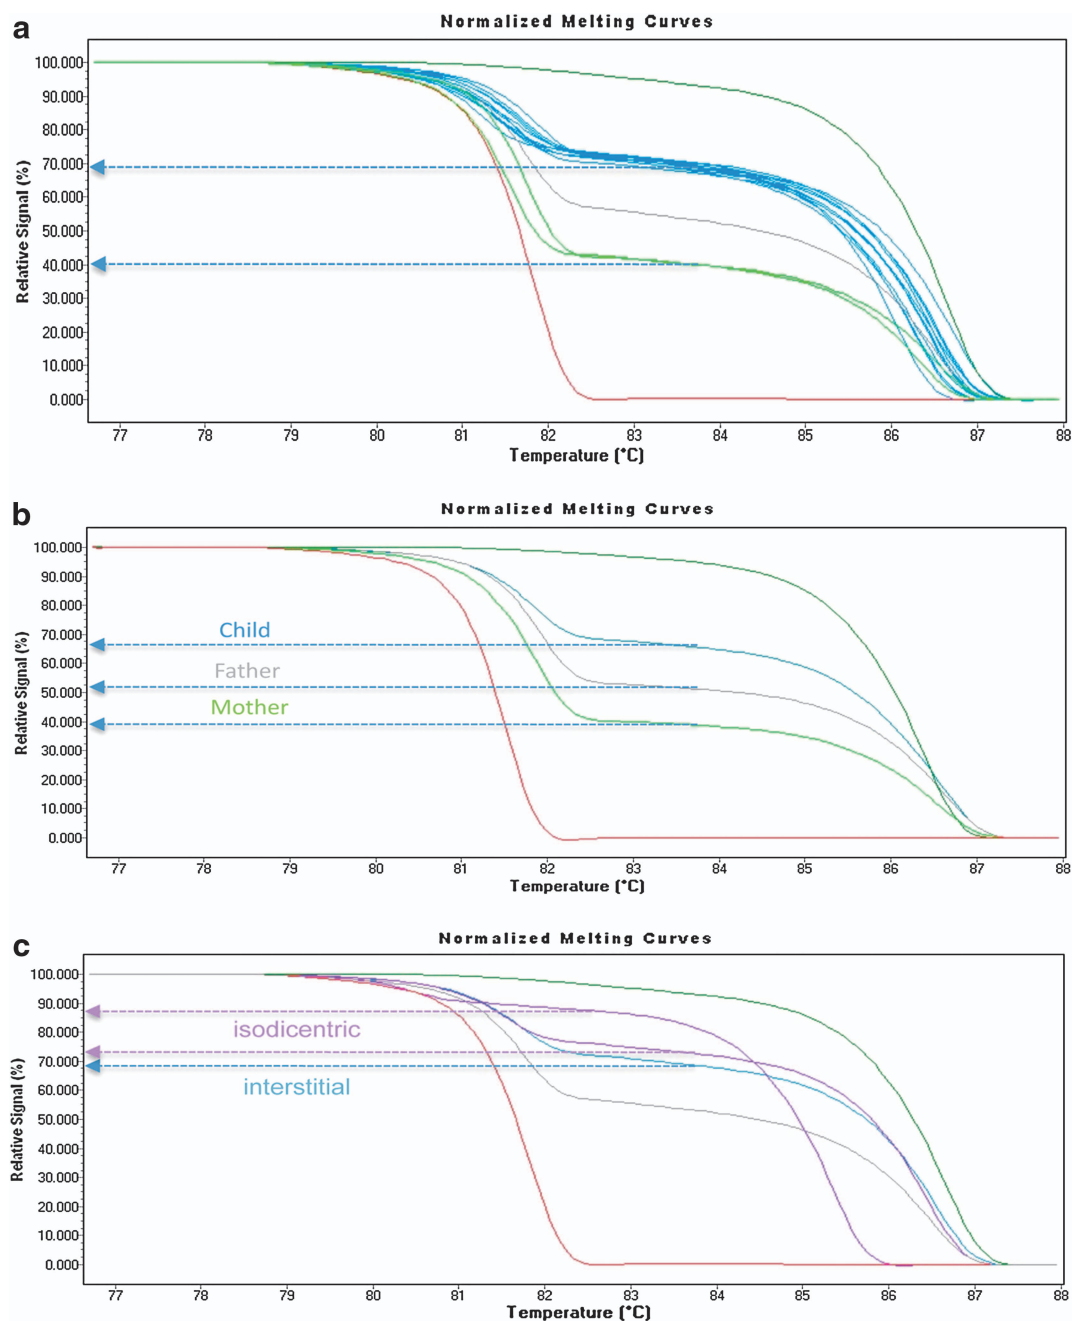 a
Normalized Melting Curves
Relative Signal (%)
100.000
90.000
80.000
70.000
60.000
50.000
40.000
30.000
20.000
10.000
0.000
77 78 79 80 81 82 83 84 85 86 87 88
Temperature (°C)
b
Normalized Melting Curves
Relative Signal (%)
100.000
90.000
80.000
70.000
60.000
50.000
40.000
30.000
20.000
10.000
0.000
Child
Father
Mother
77 78 79 80 81 82 83 84 85 86 87 88
Temperature (°C)
c
Normalized Melting Curves
Relative Signal (%)
100.000
90.000
80.000
70.000
60.000
50.000
40.000
30.000
20.000
10.000
0.000
isodicentric
interstitial
77 78 79 80 81 82 83 84 85 86 87 88
Temperature (°C)